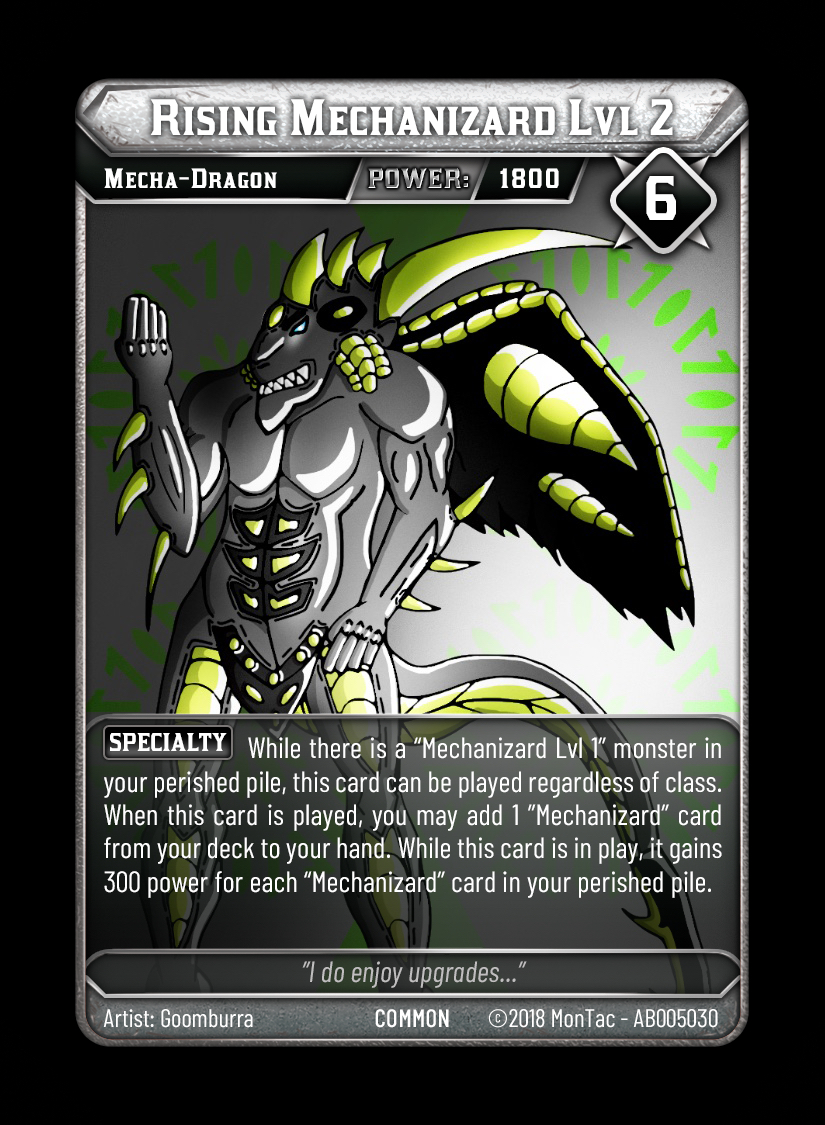 Rising Mechanizard Lvl 2
Mecha-Dragon POWER: 1800
6
SPECIALTY While there is a “Mechanizard Lvl 1” monster in
your perished pile, this card can be played regardless of class.
When this card is played, you may add 1 ”Mechanizard” card
from your deck to your hand. While this card is in play, it gains
300 power for each “Mechanizard” card in your perished pile.
"I do enjoy upgrades..."
Artist: Goomburra COMMON ©2018 MonTac - AB005030